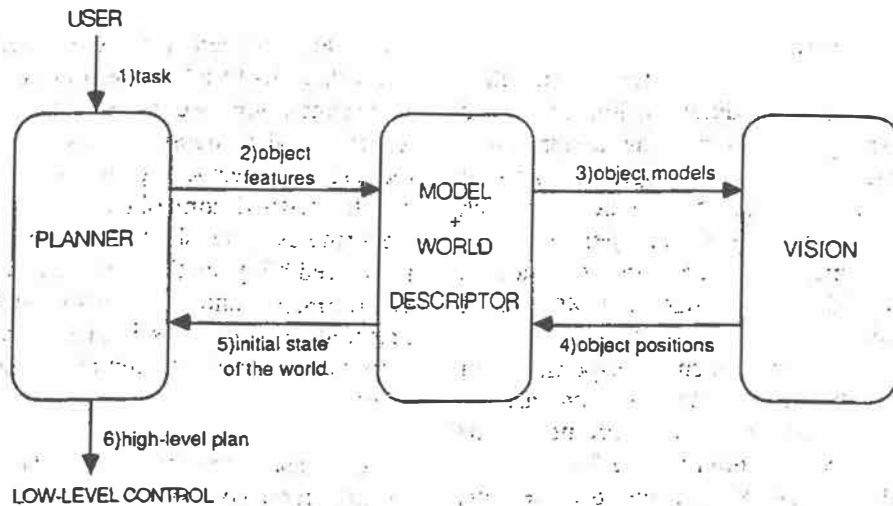 USER
1)task
2)object
features
3)object models
MODEL
+
PLANNER
WORLD
VISION
DESCRIPTOR
5)initial state
of the world
4)object positions
6)high-level plan
LOW-LEVEL CONTROL